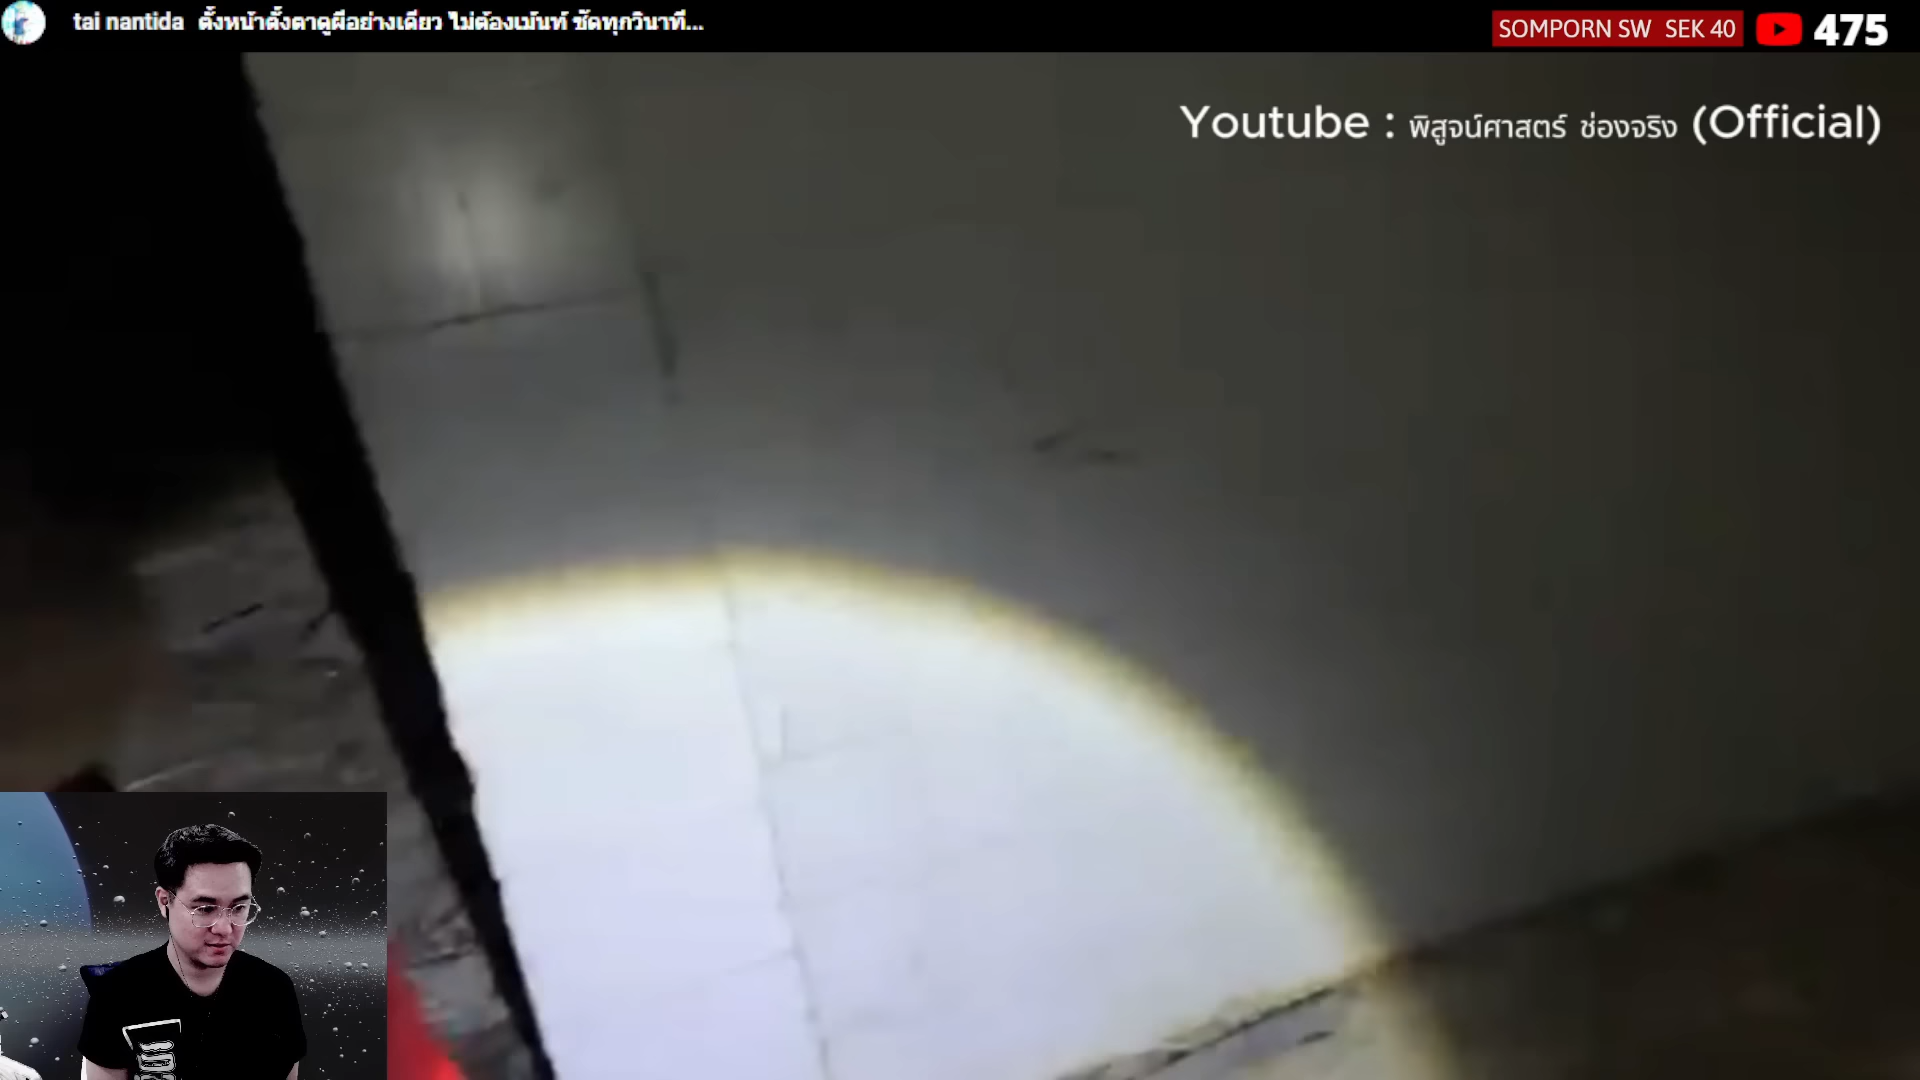 tai nantida ตั้งหน้าตั้งตาดูผีอย่างเดียว ไม่ต้องเม้นท์ ชัดทุกวินาที...
SOMPORN SW SEK 40
475
Youtube : พิสูจน์ศาสตร์ ช่องจริง (Official)